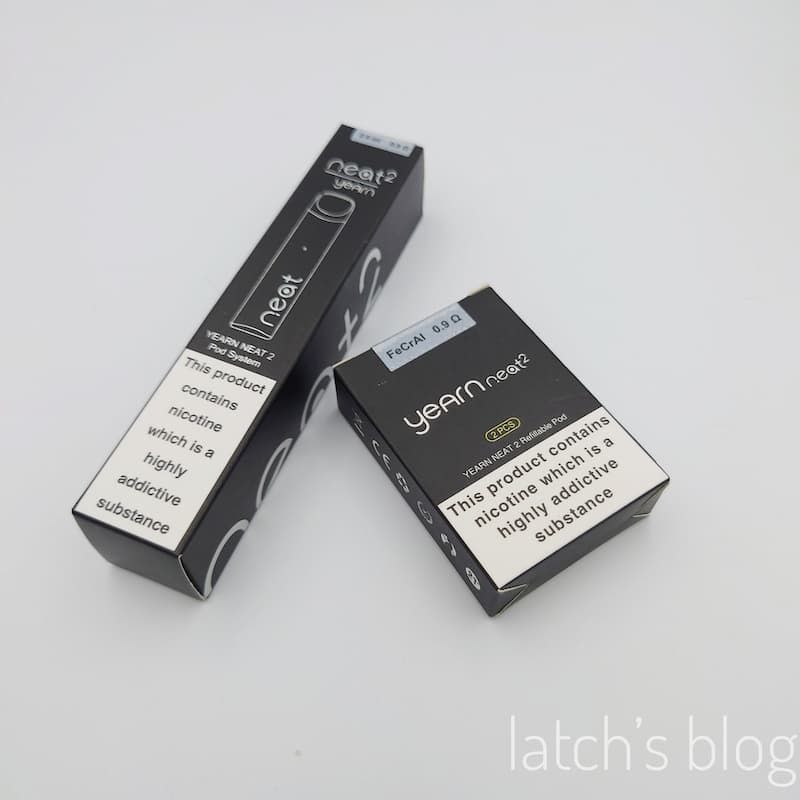 neat2
yearn
neat
YEARN NEAT 2
Pod System
This product
contains
nicotine
which is a
highly
addictive
substance
FeCrAl 0.9 Ω
yearn neat2
2 PCS
YEARN NEAT 2 Refillable Pod
This product contains
nicotine which is a
highly addictive
substance
latch's blog